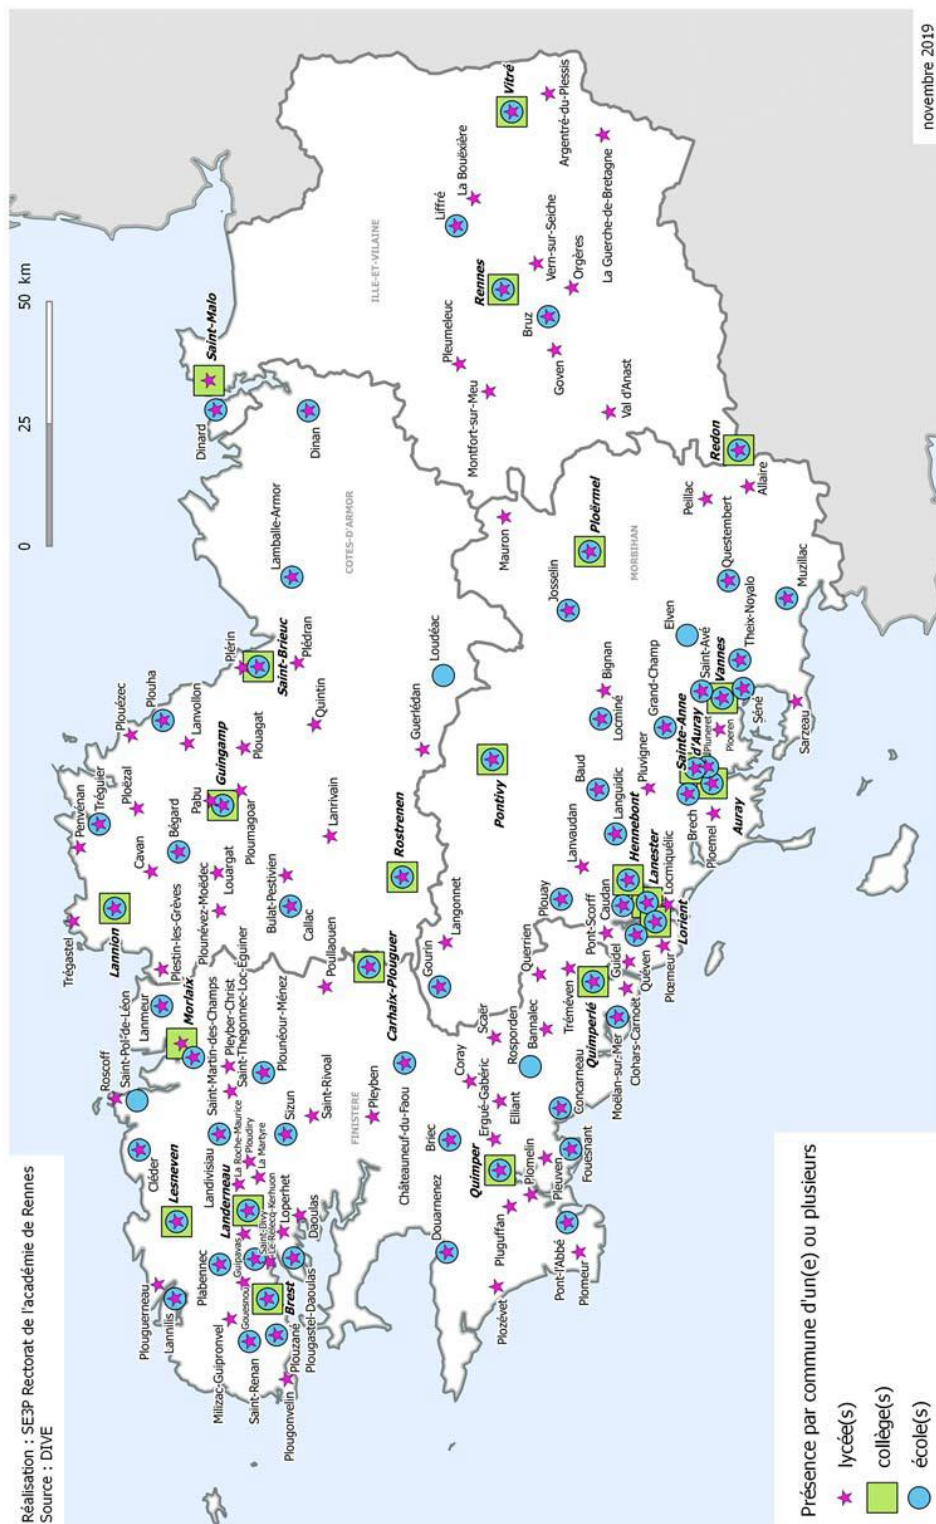 Réalisation : SE3P Rectorat de l'académie de Rennes
Source : DIVE
0 25 50 km
novembre 2019
Présence par commune d'un(e) ou plusieurs
lycée(s)
collège(s)
école(s)
FINISTERE
COTES-D'ARMOR
MORBIHAN
ILLE-ET-VILAINE
Roscoff
Saint-Pol-de-Léon
Cléder
Lesneven
Plouguerneau
Lannilis
Plabennec
Milizac-Guipronvel
Gouesnou
Guipavas
Saint-Divy
Le-Relecq-Kerhuon
Saint-Renan
Brest
Plouzané
Plougastel-Daoulas
Plougonvelin
Landerneau
Landivisiau
La Roche-Maurice
Ploudiry
La Martyre
Loperhet
Daoulas
Sizun
Saint-Rivoal
Lanmeur
Morlaix
Saint-Martin-des-Champs
Pleyber-Christ
Saint-Thegonnec-Loc-Eguiner
Plounéour-Ménez
Poullaouen
Carhaix-Plouguer
Pleyben
Châteauneuf-du-Faou
Briec
Douarnenez
Coray
Scaër
Ergué-Gabéric
Elliant
Rosporden
Bannalec
Querrien
Tréméven
Quimperlé
Quimper
Plomelin
Pluguffan
Plozévet
Pleuven
Fouesnant
Concarneau
Pont-l'Abbé
Plomeur
Moëlan-sur-Mer
Clohars-Carnoët
Trégastel
Lannion
Plestin-les-Grèves
Penvénan
Tréguier
Ploëzal
Cavan
Bégard
Plounévez-Moëdec
Louargat
Bulat-Pestivien
Callac
Plouézec
Plouha
Lanvollon
Guingamp
Pabu
Ploumagoar
Plouagat
Lanrivain
Rostrenen
Plérin
Saint-Brieuc
Plédran
Quintin
Guerlédan
Loudéac
Lamballe-Armor
Dinan
Saint-Malo
Dinard
Pleumeleuc
Montfort-sur-Meu
Rennes
Liffré
La Bouëxière
Vitré
Argentré-du-Plessis
Vern-sur-Seiche
Bruz
Orgères
Goven
La Guerche-de-Bretagne
Val d'Anast
Redon
Gourin
Langonnet
Plouay
Lanvaudan
Pont-Scorff
Caudan
Guidel
Quéven
Plœmeur
Lorient
Lanester
Locmiquélic
Hennebont
Languidic
Baud
Pluvigner
Pontivy
Locminé
Bignan
Grand-Champ
Josselin
Ploërmel
Mauron
Sainte-Anne
d'Auray
Pluneret
Ploeren
Brech
Ploemel
Auray
Vannes
Saint-Avé
Séné
Elven
Theix-Noyalo
Sarzeau
Questembert
Muzillac
Peillac
Allaire